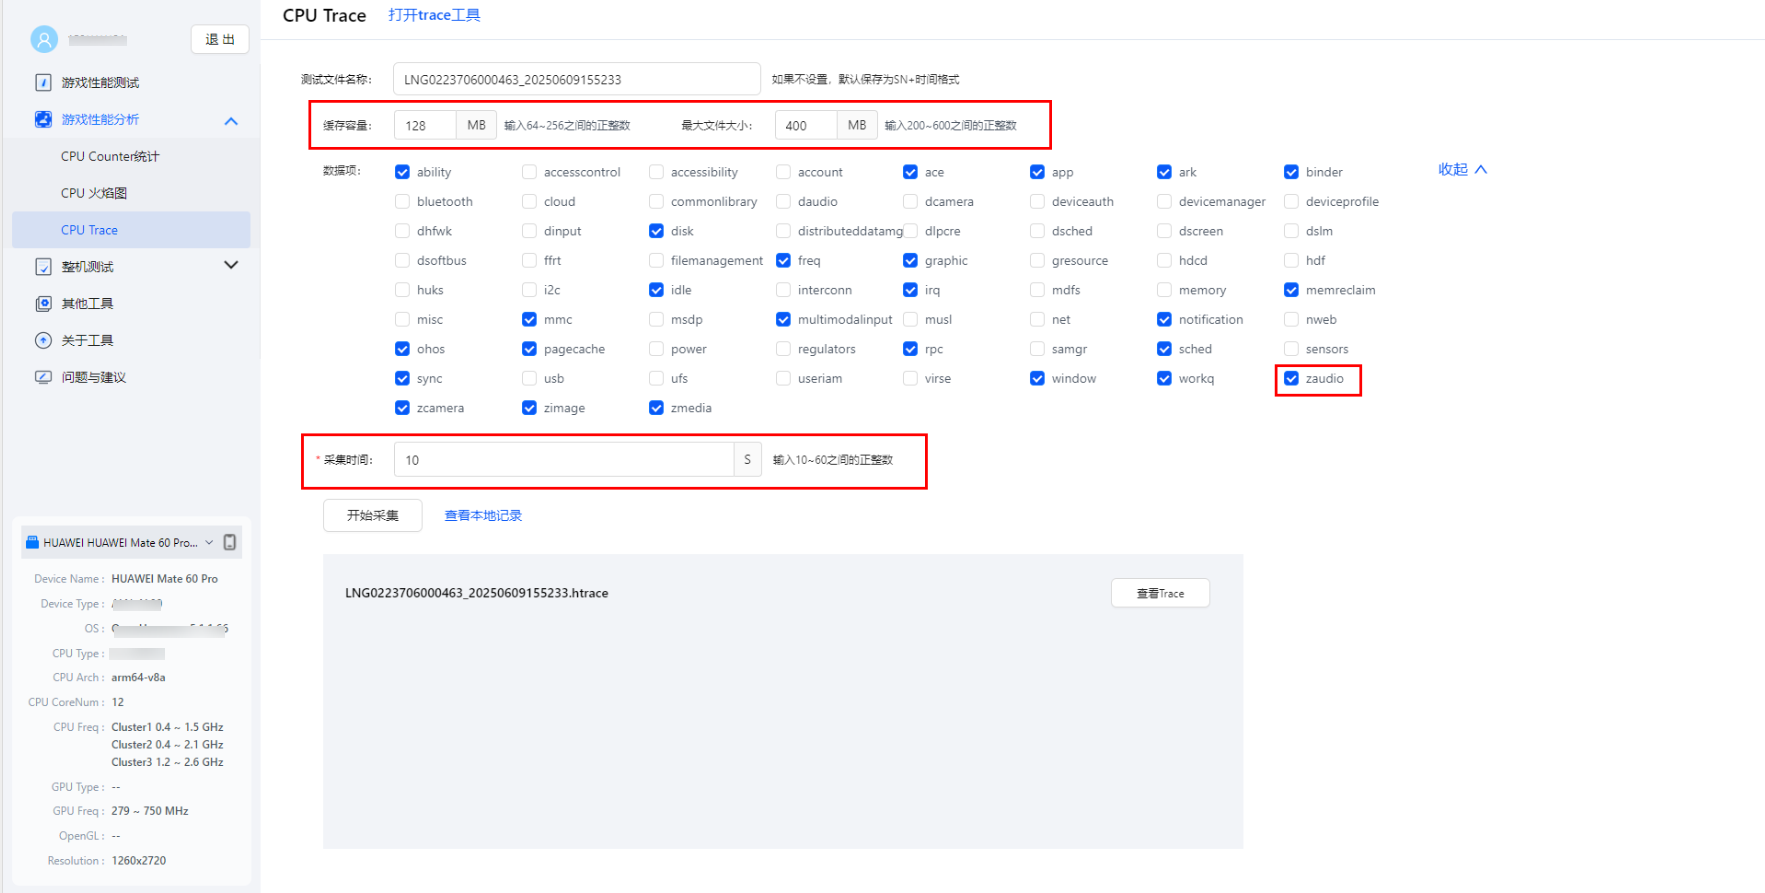 CPU Trace 打开trace工具
退 出
游戏性能测试
游戏性能分析
CPU Counter统计
CPU 火焰图
CPU Trace
整机测试
其他工具
关于工具
问题与建议
HUAWEI HUAWEI Mate 60 Pro...
Device Name : HUAWEI Mate 60 Pro
Device Type :
OS :
CPU Type :
CPU Arch : arm64-v8a
CPU CoreNum : 12
CPU Freq : Cluster1 0.4 ~ 1.5 GHz
Cluster2 0.4 ~ 2.1 GHz
Cluster3 1.2 ~ 2.6 GHz
GPU Type : --
GPU Freq : 279 ~ 750 MHz
OpenGL : --
Resolution : 1260x2720
测试文件名称: LNG0223706000463_20250609155233 如果不设置，默认保存为SN+时间格式
缓存容量: 128 MB 输入64~256之间的正整数 最大文件大小: 400 MB 输入200~600之间的正整数
数据项: ability accesscontrol accessibility account ace app ark binder 收起
bluetooth cloud commonlibrary daudio dcamera deviceauth devicemanager deviceprofile
dhfwk dinput disk distributeddatamg dlpcre dsched dscreen dslm
dsoftbus ffrt filemanagement freq graphic gresource hdcd hdf
huks i2c idle interconn irq mdfs memory memreclaim
misc mmc msdp multimodalinput musl net notification nweb
ohos pagecache power regulators rpc samgr sched sensors
sync usb ufs useriam virse window workq zaudio
zcamera zimage zmedia
* 采集时间: 10 S 输入10~60之间的正整数
开始采集 查看本地记录
LNG0223706000463_20250609155233.htrace 查看Trace